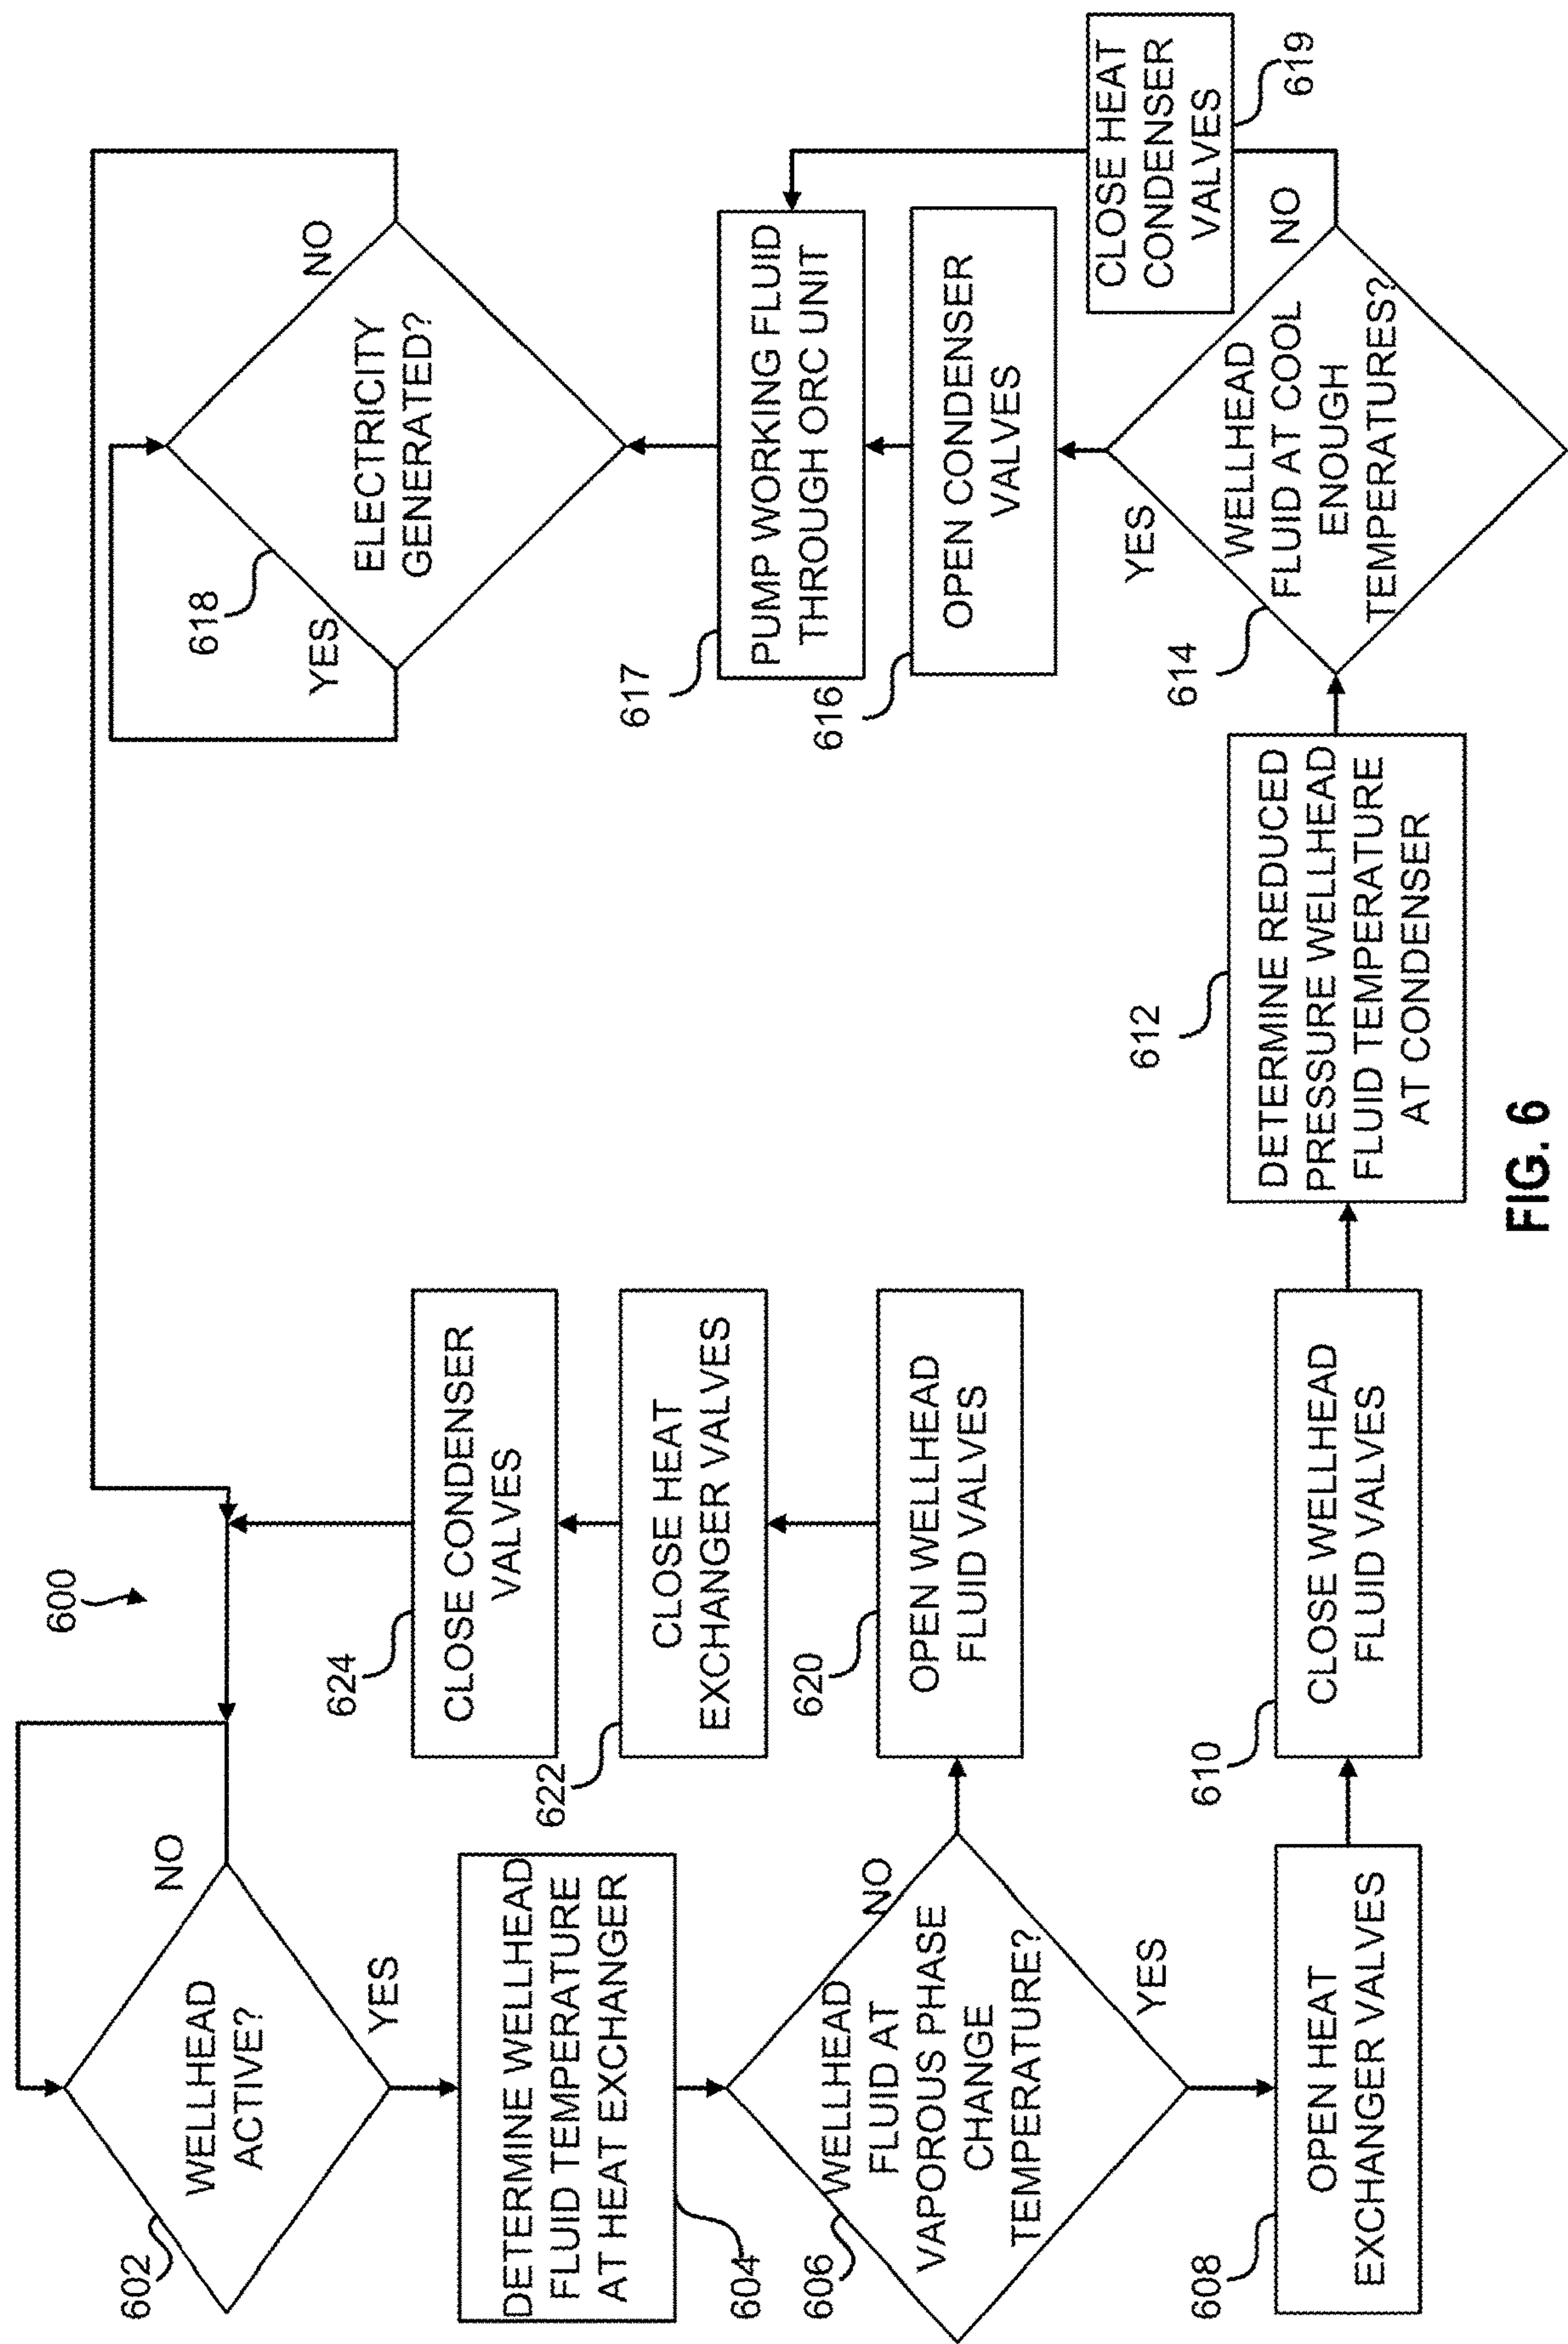 600
602
WELLHEAD
ACTIVE?
NO
YES
DETERMINE WELLHEAD
FLUID TEMPERATURE
AT HEAT EXCHANGER
604
606
WELLHEAD
FLUID AT
VAPOROUS PHASE
CHANGE
TEMPERATURE?
NO
YES
608
OPEN HEAT
EXCHANGER VALVES
624
CLOSE CONDENSER
VALVES
622
CLOSE HEAT
EXCHANGER VALVES
620
OPEN WELLHEAD
FLUID VALVES
610
CLOSE WELLHEAD
FLUID VALVES
612
DETERMINE REDUCED
PRESSURE WELLHEAD
FLUID TEMPERATURE
AT CONDENSER
618
ELECTRICITY
GENERATED?
YES
NO
617
PUMP WORKING FLUID
THROUGH ORC UNIT
616
OPEN CONDENSER
VALVES
614
YES
WELLHEAD
FLUID AT COOL
ENOUGH
TEMPERATURES?
NO
CLOSE HEAT
CONDENSER
VALVES
619
FIG. 6